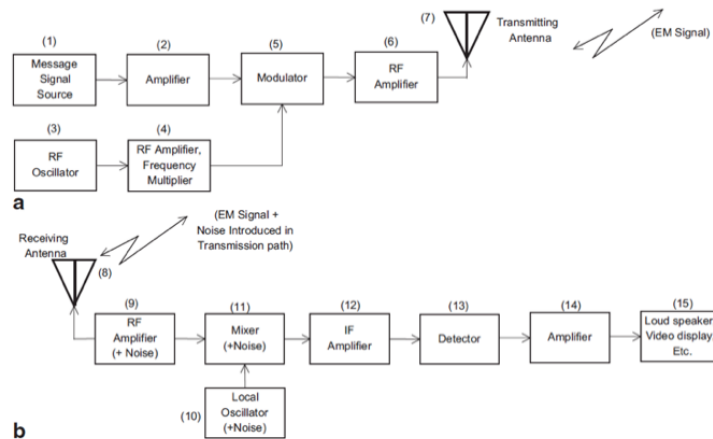 (1)
Message
Signal
Source
(2)
Amplifier
(5)
Modulator
(6)
RF
Amplifier
(7)
Transmitting
Antenna
(EM Signal)
(3)
RF
Oscillator
(4)
RF Amplifier,
Frequency
Multiplier
a
Receiving
Antenna
(8)
(EM Signal +
Noise Introduced in
Transmission path)
(9)
RF
Amplifier
(+ Noise)
(11)
Mixer
(+Noise)
(12)
IF
Amplifier
(13)
Detector
(14)
Amplifier
(15)
Loud speaker
Video display,
Etc.
(10)
Local
Oscillator
(+Noise)
b